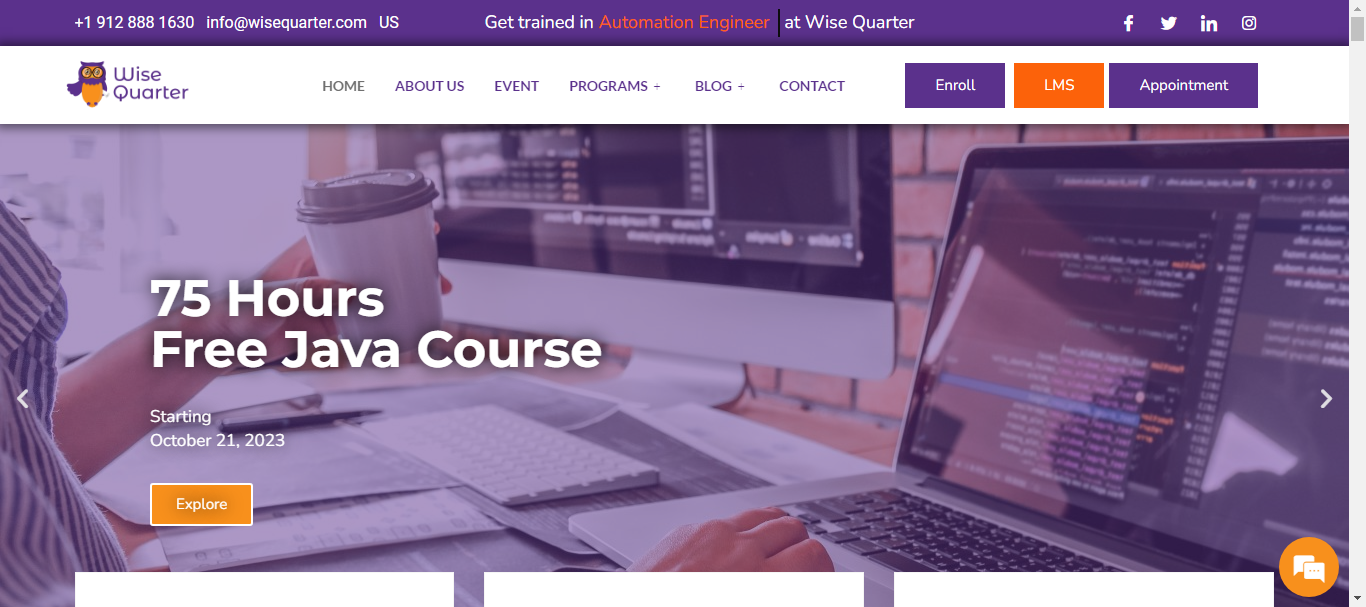 +1 912 888 1630 info@wisequarter.com US
Get trained in Automation Engineer at Wise Quarter
Wise
Quarter
HOME ABOUT US EVENT PROGRAMS + BLOG + CONTACT
Enroll LMS Appointment
75 Hours
Free Java Course
Starting
October 21, 2023
Explore